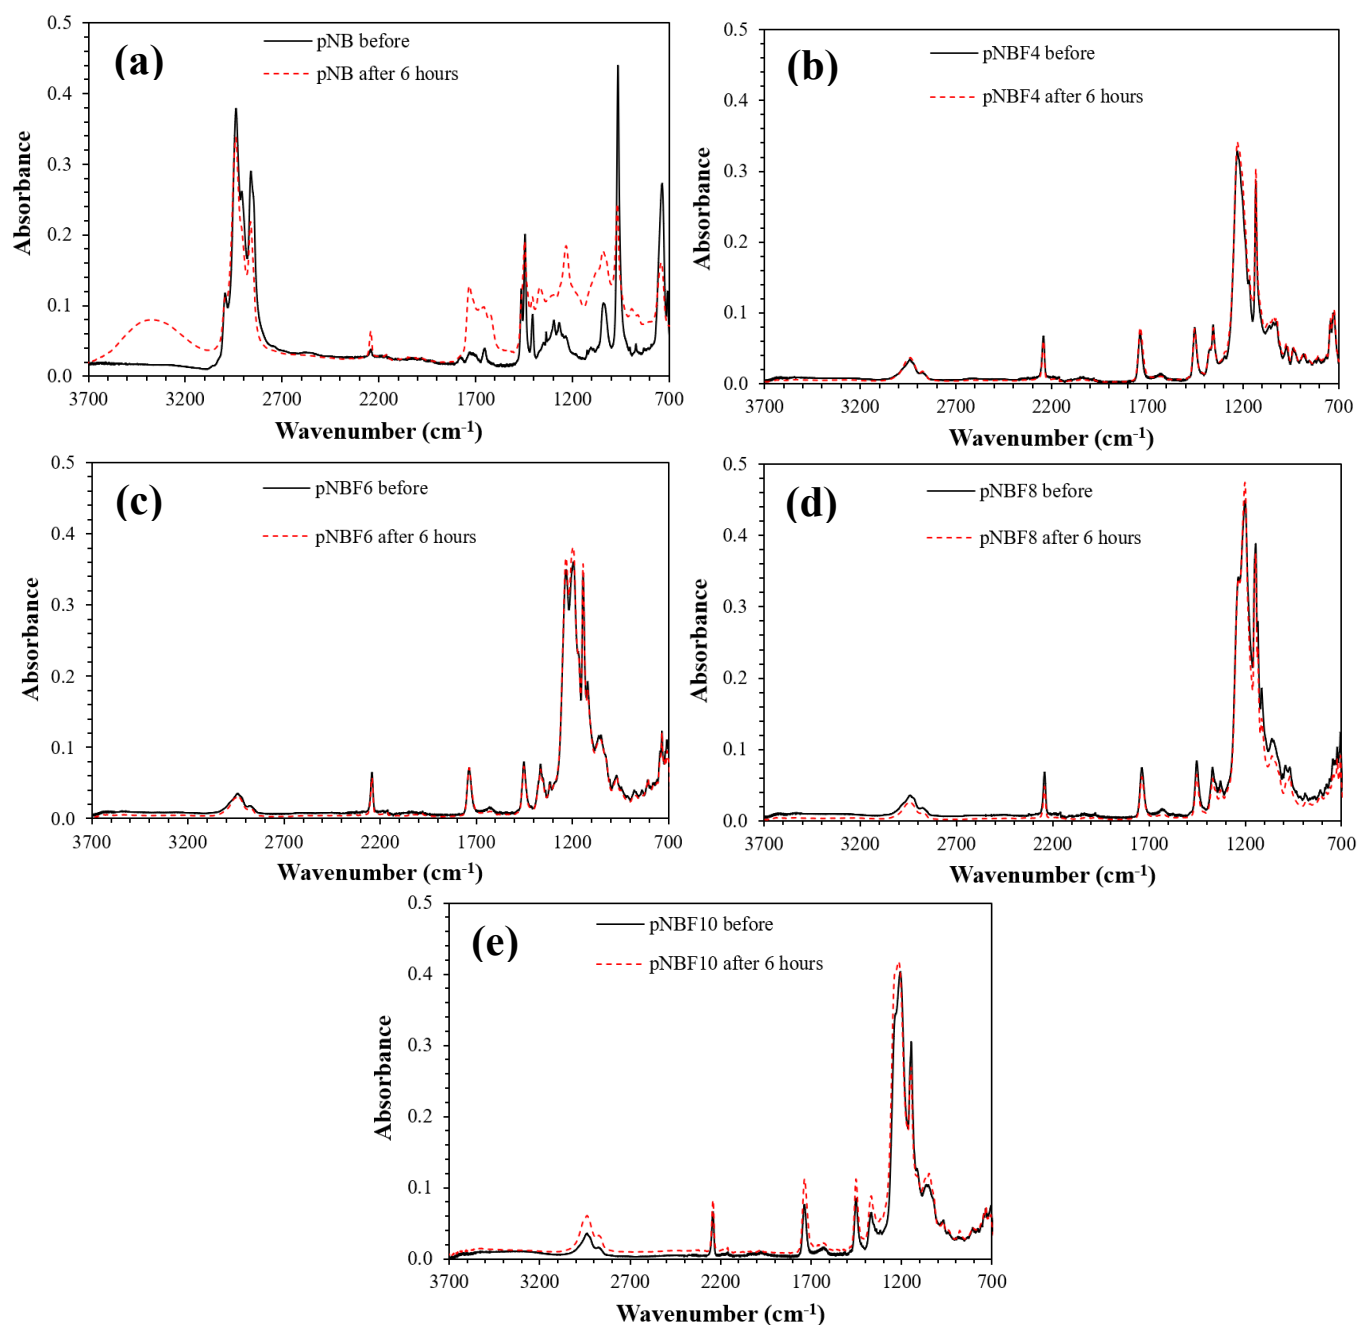 (a)
pNB before
pNB after 6 hours
Absorbance
0.5
0.4
0.3
0.2
0.1
0.0
3700 3200 2700 2200 1700 1200 700
Wavenumber (cm⁻¹)
(b)
pNBF4 before
pNBF4 after 6 hours
Absorbance
0.5
0.4
0.3
0.2
0.1
0.0
3700 3200 2700 2200 1700 1200 700
Wavenumber (cm⁻¹)
(c)
pNBF6 before
pNBF6 after 6 hours
Absorbance
0.5
0.4
0.3
0.2
0.1
0.0
3700 3200 2700 2200 1700 1200 700
Wavenumber (cm⁻¹)
(d)
pNBF8 before
pNBF8 after 6 hours
Absorbance
0.5
0.4
0.3
0.2
0.1
0.0
3700 3200 2700 2200 1700 1200 700
Wavenumber (cm⁻¹)
(e)
pNBF10 before
pNBF10 after 6 hours
Absorbance
0.5
0.4
0.3
0.2
0.1
0.0
3700 3200 2700 2200 1700 1200 700
Wavenumber (cm⁻¹)